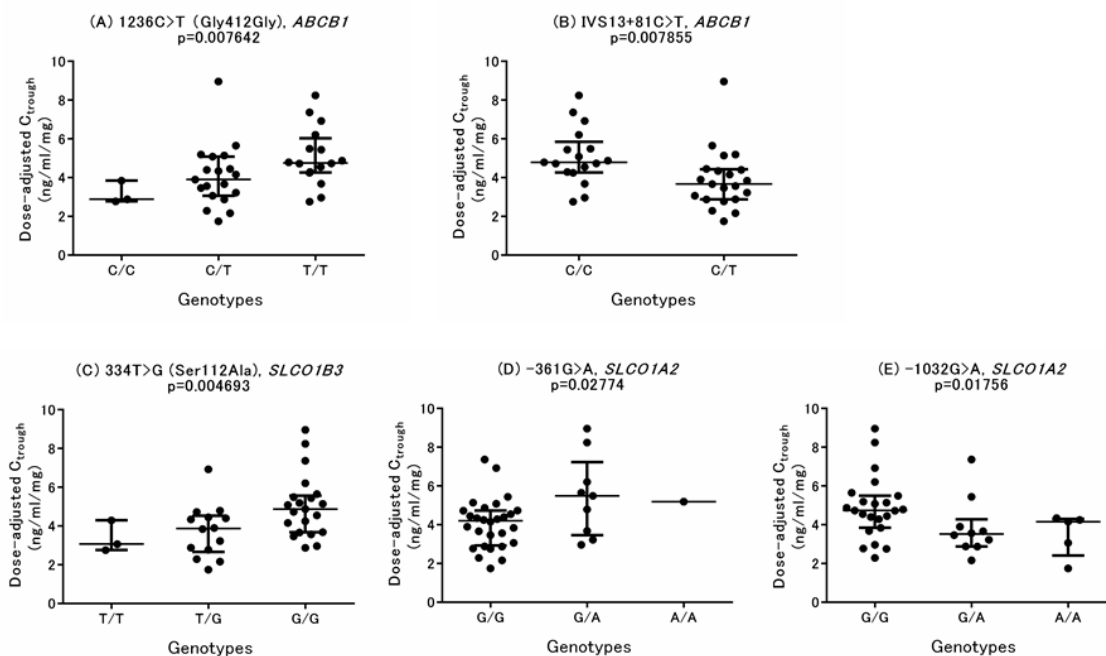 (A) 1236C>T (Gly412Gly), ABCB1
p=0.007642
Dose-adjusted Ctrough
(ng/ml/mg)
10
8
6
4
2
0
C/C C/T T/T
Genotypes
(B) IVS13+81C>T, ABCB1
p=0.007855
Dose-adjusted Ctrough
(ng/ml/mg)
10
8
6
4
2
0
C/C C/T
Genotypes
(C) 334T>G (Ser112Ala), SLCO1B3
p=0.004693
Dose-adjusted Ctrough
(ng/ml/mg)
10
8
6
4
2
0
T/T T/G G/G
Genotypes
(D) -361G>A, SLCO1A2
p=0.02774
Dose-adjusted Ctrough
(ng/ml/mg)
10
8
6
4
2
0
G/G G/A A/A
Genotypes
(E) -1032G>A, SLCO1A2
p=0.01756
Dose-adjusted Ctrough
(ng/ml/mg)
10
8
6
4
2
0
G/G G/A A/A
Genotypes